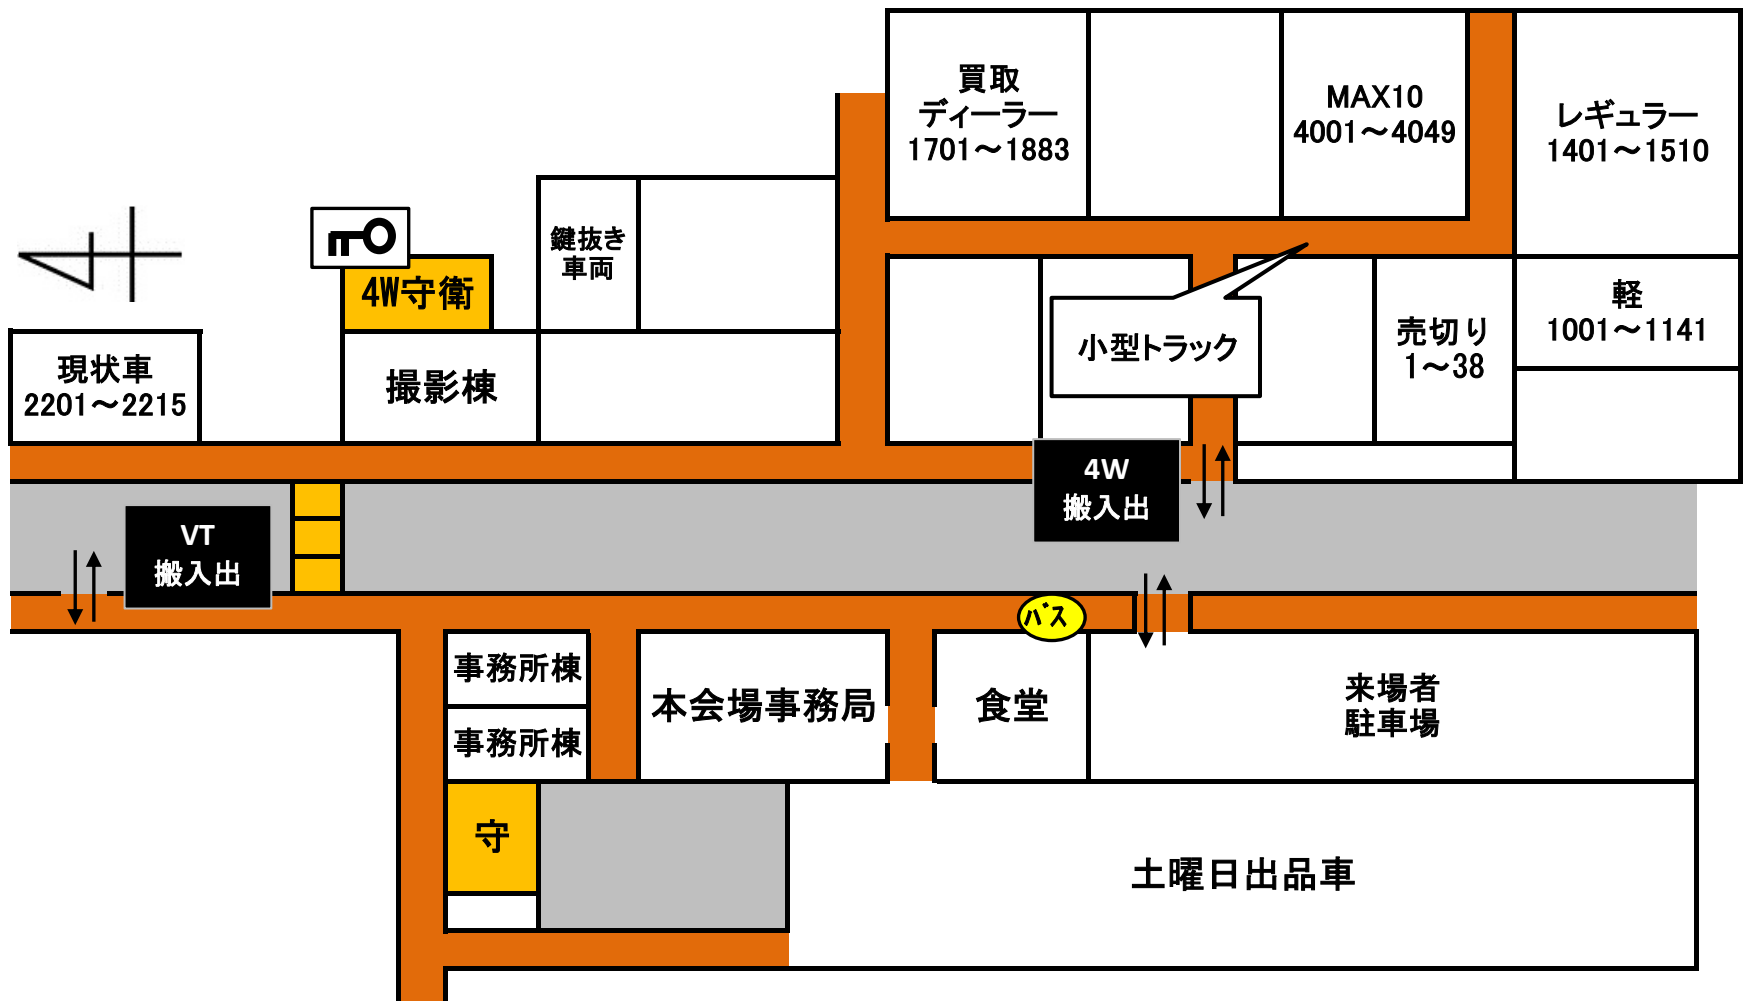 買取
ディーラー
1701～1883
MAX10
4001～4049
レギュラー
1401～1510
鍵抜き
車両
4W守衛
現状車
2201～2215
撮影棟
小型トラック
売切り
1～38
軽
1001～1141
4W
搬入出
VT
搬入出
バス
事務所棟
事務所棟
本会場事務局
食堂
来場者
駐車場
守
土曜日出品車